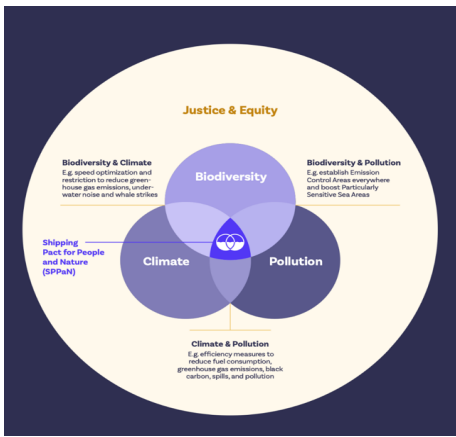 Justice & Equity
Biodiversity & Climate
E.g. speed optimization and
restriction to reduce green-
house gas emissions, under-
water noise and whale strikes
Biodiversity & Pollution
E.g. establish Emission
Control Areas everywhere
and boost Particularly
Sensitive Sea Areas
Biodiversity
Shipping
Pact for People
and Nature
(SPPaN)
Climate
Pollution
Climate & Pollution
E.g. efficiency measures to
reduce fuel consumption,
greenhouse gas emissions, black
carbon, spills, and pollution